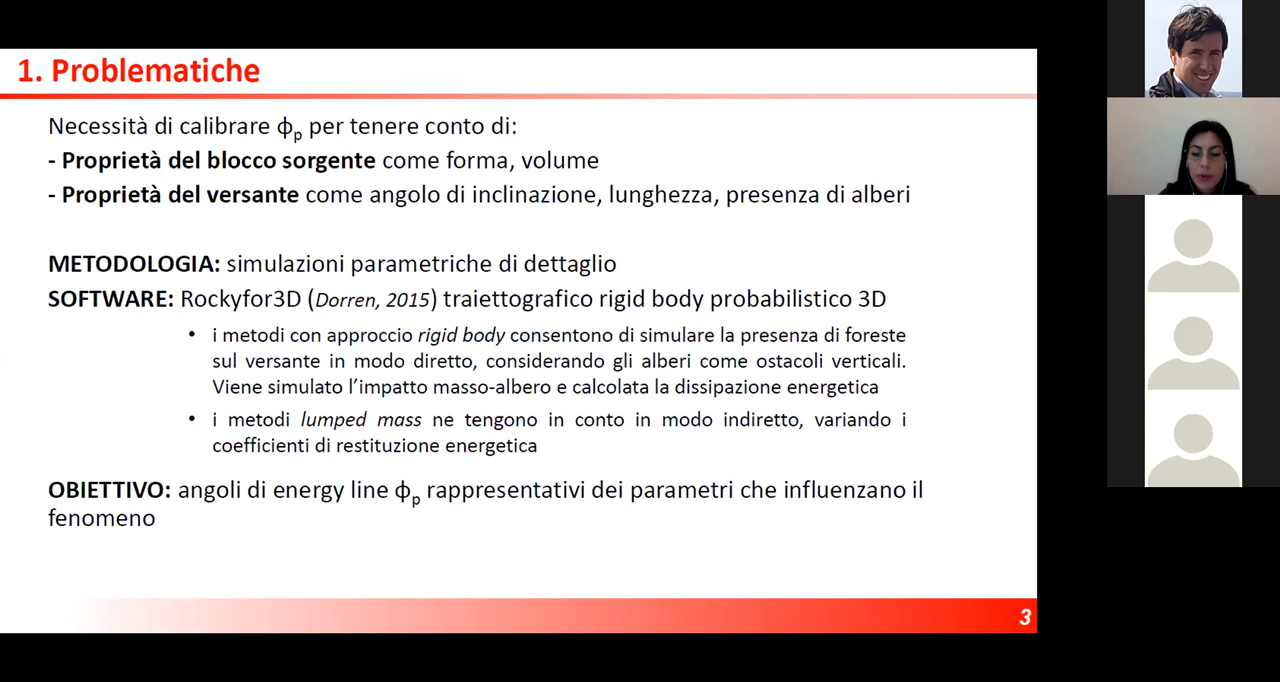 1. Problematiche
Necessità di calibrare ϕp per tenere conto di:
- Proprietà del blocco sorgente come forma, volume
- Proprietà del versante come angolo di inclinazione, lunghezza, presenza di alberi
METODOLOGIA: simulazioni parametriche di dettaglio
SOFTWARE: Rockyfor3D (Dorren, 2015) traiettografico rigid body probabilistico 3D
• i metodi con approccio rigid body consentono di simulare la presenza di foreste
sul versante in modo diretto, considerando gli alberi come ostacoli verticali.
Viene simulato l'impatto masso-albero e calcolata la dissipazione energetica
• i metodi lumped mass ne tengono in conto in modo indiretto, variando i
coefficienti di restituzione energetica
OBIETTIVO: angoli di energy line ϕp rappresentativi dei parametri che influenzano il
fenomeno
3